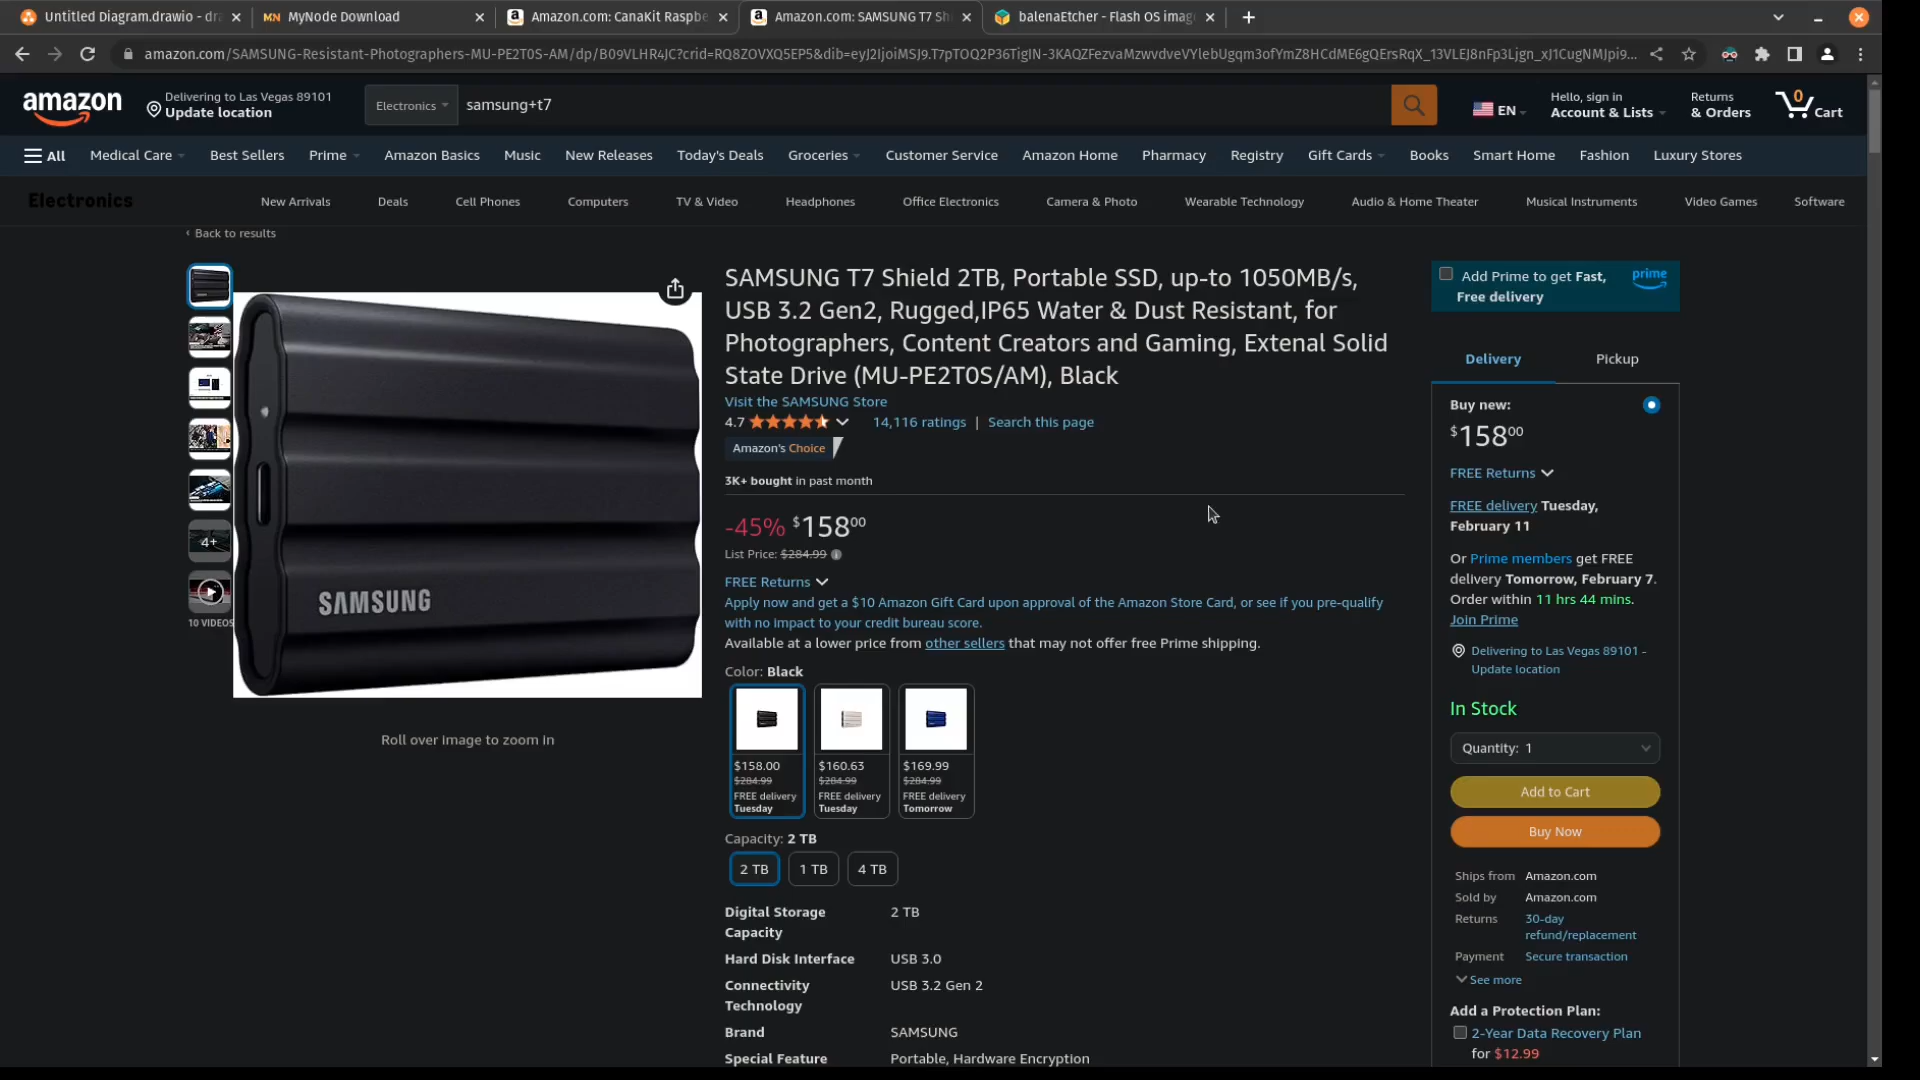 Untitled Diagram.drawio - dr
MyNode Download
Amazon.com: CanaKit Raspbe
Amazon.com: SAMSUNG T7 Sh
balenaEtcher - Flash OS imag
amazon.com/SAMSUNG-Resistant-Photographers-MU-PE2T0S-AM/dp/B09VLHR4JC?crid=RQ8ZOVXQ5EP5&dib=
amazon
Delivering to Las Vegas 89101
Update location
Electronics
samsung+t7
EN
Hello, sign in
Account & Lists
Returns
& Orders
0
Cart
All
Medical Care
Best Sellers
Prime
Amazon Basics
Music
New Releases
Today's Deals
Groceries
Customer Service
Amazon Home
Pharmacy
Registry
Gift Cards
Books
Smart Home
Fashion
Luxury Stores
Electronics
New Arrivals
Deals
Cell Phones
Computers
TV & Video
Headphones
Office Electronics
Camera & Photo
Wearable Technology
Audio & Home Theater
Musical Instruments
Video Games
Software
‹ Back to results
4+
10 VIDEOS
SAMSUNG
Roll over image to zoom in
SAMSUNG T7 Shield 2TB, Portable SSD, up-to 1050MB/s,
USB 3.2 Gen2, Rugged,IP65 Water & Dust Resistant, for
Photographers, Content Creators and Gaming, Extenal Solid
State Drive (MU-PE2T0S/AM), Black
Visit the SAMSUNG Store
4.7
14,116 ratings | Search this page
Amazon's Choice
3K+ bought in past month
-45% $15800
List Price: $284.99
FREE Returns
Apply now and get a $10 Amazon Gift Card upon approval of the Amazon Store Card, or see if you pre-qualify
with no impact to your credit bureau score.
Available at a lower price from other sellers that may not offer free Prime shipping.
Color: Black
$158.00
$284.99
FREE delivery
Tuesday
$160.63
$284.99
FREE delivery
Tuesday
$169.99
$284.99
FREE delivery
Tomorrow
Capacity: 2 TB
2 TB
1 TB
4 TB
Digital Storage
Capacity
2 TB
Hard Disk Interface
USB 3.0
Connectivity
Technology
USB 3.2 Gen 2
Brand
SAMSUNG
Special Feature
Portable, Hardware Encryption
Add Prime to get Fast,
Free delivery
prime
Delivery
Pickup
Buy new:
$15800
FREE Returns
FREE delivery Tuesday,
February 11
Or Prime members get FREE
delivery Tomorrow, February 7.
Order within 11 hrs 44 mins.
Join Prime
Delivering to Las Vegas 89101 -
Update location
In Stock
Quantity: 1
Add to Cart
Buy Now
Ships from Amazon.com
Sold by Amazon.com
Returns 30-day
refund/replacement
Payment Secure transaction
See more
Add a Protection Plan:
2-Year Data Recovery Plan
for $12.99